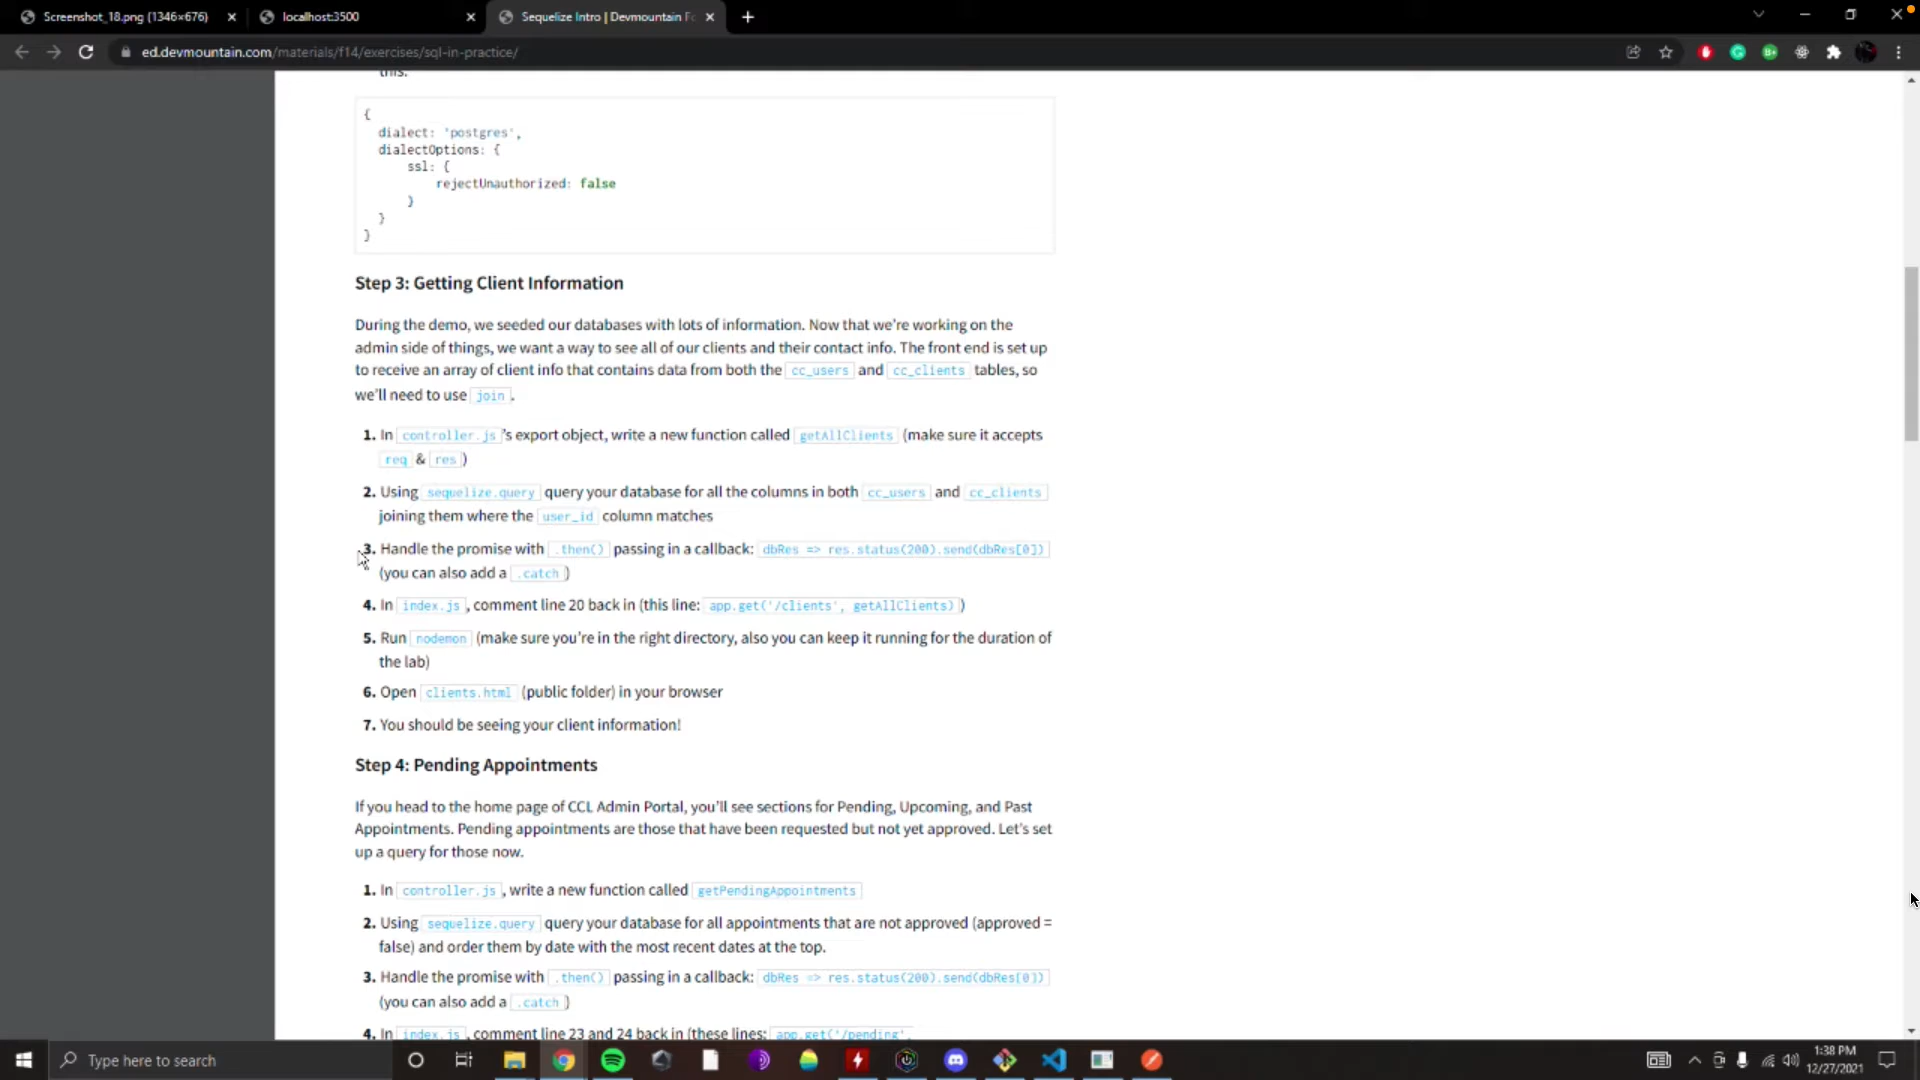 Screenshot_18.png (1346×676)
localhost:3500
Sequelize Intro | Devmountain Fo
ed.devmountain.com/materials/f14/exercises/sql-in-practice/
this.
{
dialect: 'postgres',
dialectOptions: {
ssl: {
rejectUnauthorized: false
}
}
}
Step 3: Getting Client Information
During the demo, we seeded our databases with lots of information. Now that we're working on the
admin side of things, we want a way to see all of our clients and their contact info. The front end is set up
to receive an array of client info that contains data from both the cc_users and cc_clients tables, so
we'll need to use join .
1. In controller.js 's export object, write a new function called getAllClients (make sure it accepts
req & res )
2. Using sequelize.query query your database for all the columns in both cc_users and cc_clients
joining them where the user_id column matches
3. Handle the promise with .then() passing in a callback: dbRes => res.status(200).send(dbRes[0])
(you can also add a .catch )
4. In index.js , comment line 20 back in (this line: app.get('/clients', getAllClients) )
5. Run nodemon (make sure you're in the right directory, also you can keep it running for the duration of
the lab)
6. Open clients.html (public folder) in your browser
7. You should be seeing your client information!
Step 4: Pending Appointments
If you head to the home page of CCL Admin Portal, you'll see sections for Pending, Upcoming, and Past
Appointments. Pending appointments are those that have been requested but not yet approved. Let's set
up a query for those now.
1. In controller.js , write a new function called getPendingAppointments
2. Using sequelize.query query your database for all appointments that are not approved (approved =
false) and order them by date with the most recent dates at the top.
3. Handle the promise with .then() passing in a callback: dbRes => res.status(200).send(dbRes[0])
(you can also add a .catch )
4. In index.js , comment line 23 and 24 back in (these lines: app.get('/pending',
Type here to search
1:38 PM
12/27/2021